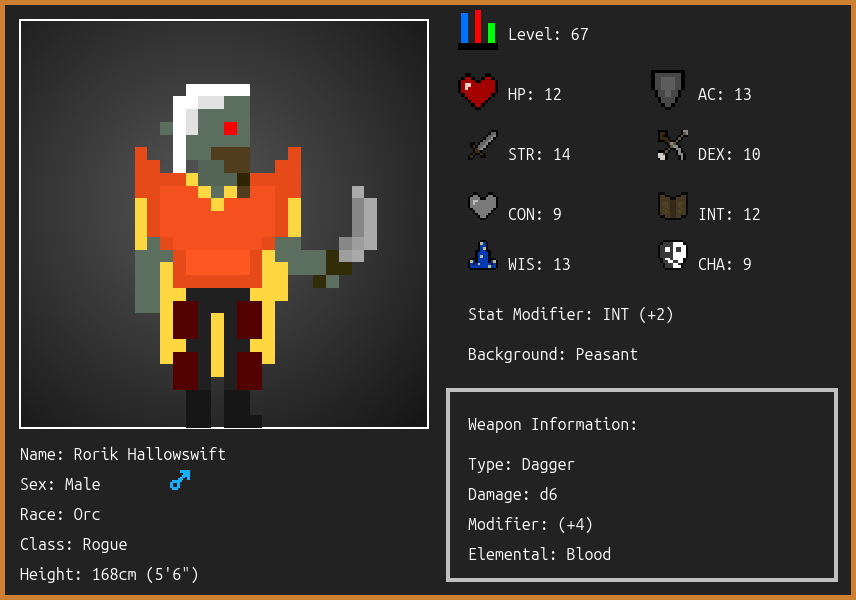 Level: 67
HP: 12
AC: 13
STR: 14
DEX: 10
CON: 9
INT: 12
WIS: 13
CHA: 9
Stat Modifier: INT (+2)
Background: Peasant
Weapon Information:
Type: Dagger
Damage: d6
Modifier: (+4)
Elemental: Blood
Name: Rorik Hallowswift
Sex: Male
Race: Orc
Class: Rogue
Height: 168cm (5'6")